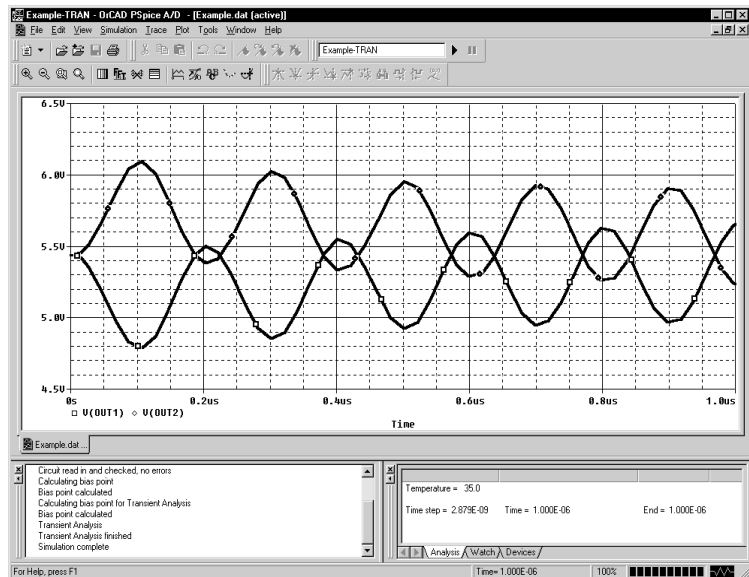 Example-TRAN - OrCAD PSpice A/D - [Example.dat (active)]
File Edit View Simulation Trace Plot Tools Window Help
Example-TRAN
FFT
6.5V
6.0V
5.5V
5.0V
4.5V
0s 0.2us 0.4us 0.6us 0.8us 1.0us
V(OUT1) V(OUT2)
Time
Example.dat ...
Circuit read in and checked, no errors
Calculating bias point
Bias point calculated
Calculating bias point for Transient Analysis
Bias point calculated
Transient Analysis
Transient Analysis finished
Simulation complete
Temperature = 35.0
Time step = 2.879E-09 Time = 1.000E-06 End = 1.000E-06
Analysis Watch Devices
For Help, press F1
Time= 1.000E-06 100%